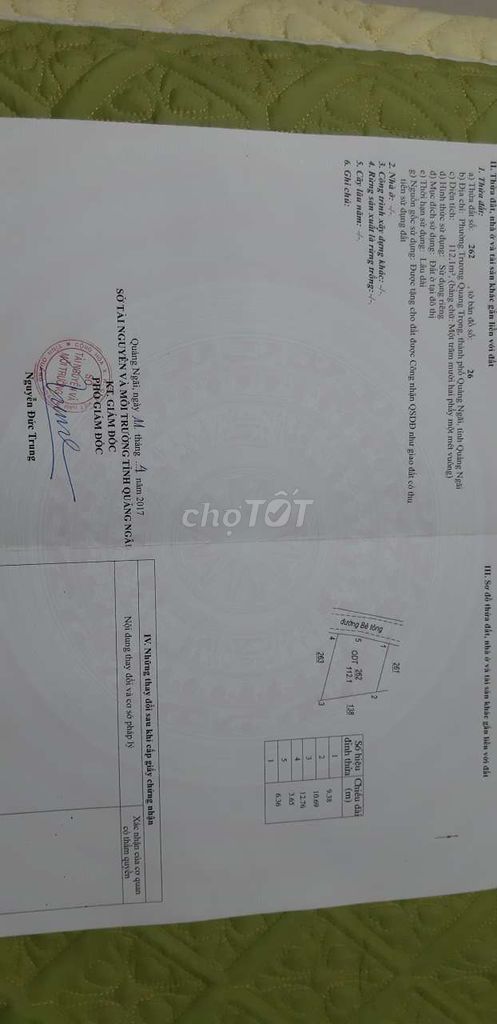 II. Thửa đất, nhà ở và tài sản khác gắn liền với đất
1. Thửa đất:
a) Thửa đất số: 262 , tờ bản đồ số: 26
b) Địa chỉ: Phường Trương Quang Trọng, thành phố Quảng Ngãi, tỉnh Quảng Ngãi
c) Diện tích: 112.1m², (bằng chữ: Một trăm mười hai phẩy một mét vuông)
d) Hình thức sử dụng: Sử dụng riêng
đ) Mục đích sử dụng: Đất ở tại đô thị
e) Thời hạn sử dụng: Lâu dài
g) Nguồn gốc sử dụng: Được tặng cho đất được Công nhận QSDĐ như giao đất có thu
tiền sử dụng đất
2. Nhà ở: -/-.
3. Công trình xây dựng khác: -/-.
4. Rừng sản xuất là rừng trồng: -/-.
5. Cây lâu năm: -/-.
6. Ghi chú:
Quảng Ngãi, ngày 11 tháng 1 năm 2017
SỞ TÀI NGUYÊN VÀ MÔI TRƯỜNG TỈNH QUẢNG NGÃI
KT. GIÁM ĐỐC
PHÓ GIÁM ĐỐC
SỞ
TÀI NGUYÊN VÀ
MÔI TRƯỜNG
Nguyễn Đức Trung
chợTỐT
III. Sơ đồ thửa đất, nhà ở và tài sản khác gắn liền với đất
261
1
2
đường Bê tông
5
262
ODT
112.1
138
4
3
263
Số hiệu đỉnh thửa
Chiều dài (m)
1
9.38
2
10.69
3
12.76
4
3.65
5
6.36
1
IV. Những thay đổi sau khi cấp giấy chứng nhận
Nội dung thay đổi và cơ sở pháp lý
Xác nhận của cơ quan
có thẩm quyền